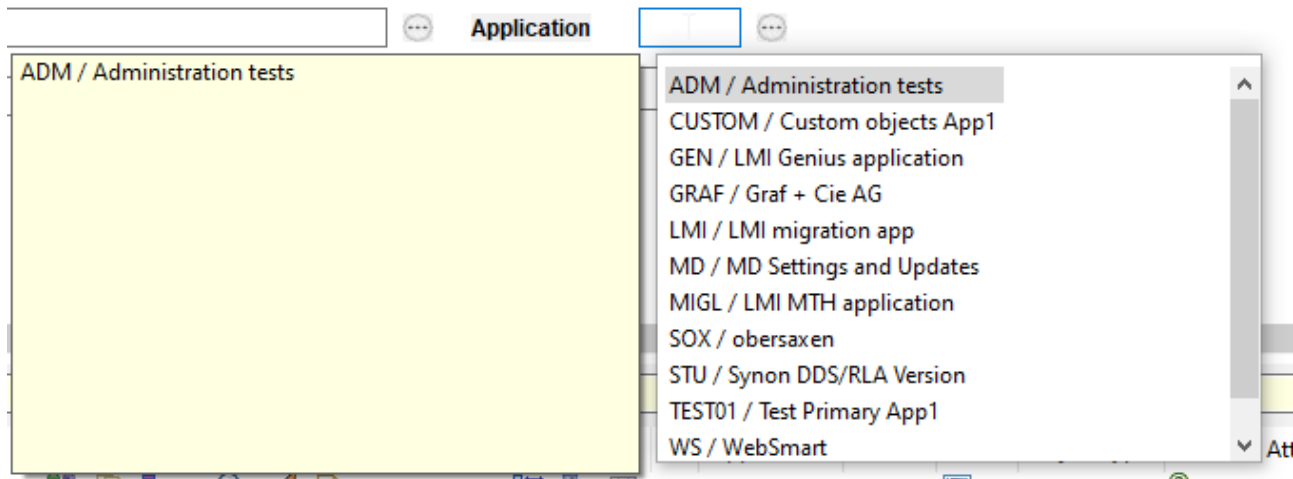 Application
ADM / Administration tests
ADM / Administration tests
CUSTOM / Custom objects App1
GEN / LMI Genius application
GRAF / Graf + Cie AG
LMI / LMI migration app
MD / MD Settings and Updates
MIGL / LMI MTH application
SOX / obersaxen
STU / Synon DDS/RLA Version
TEST01 / Test Primary App1
WS / WebSmart